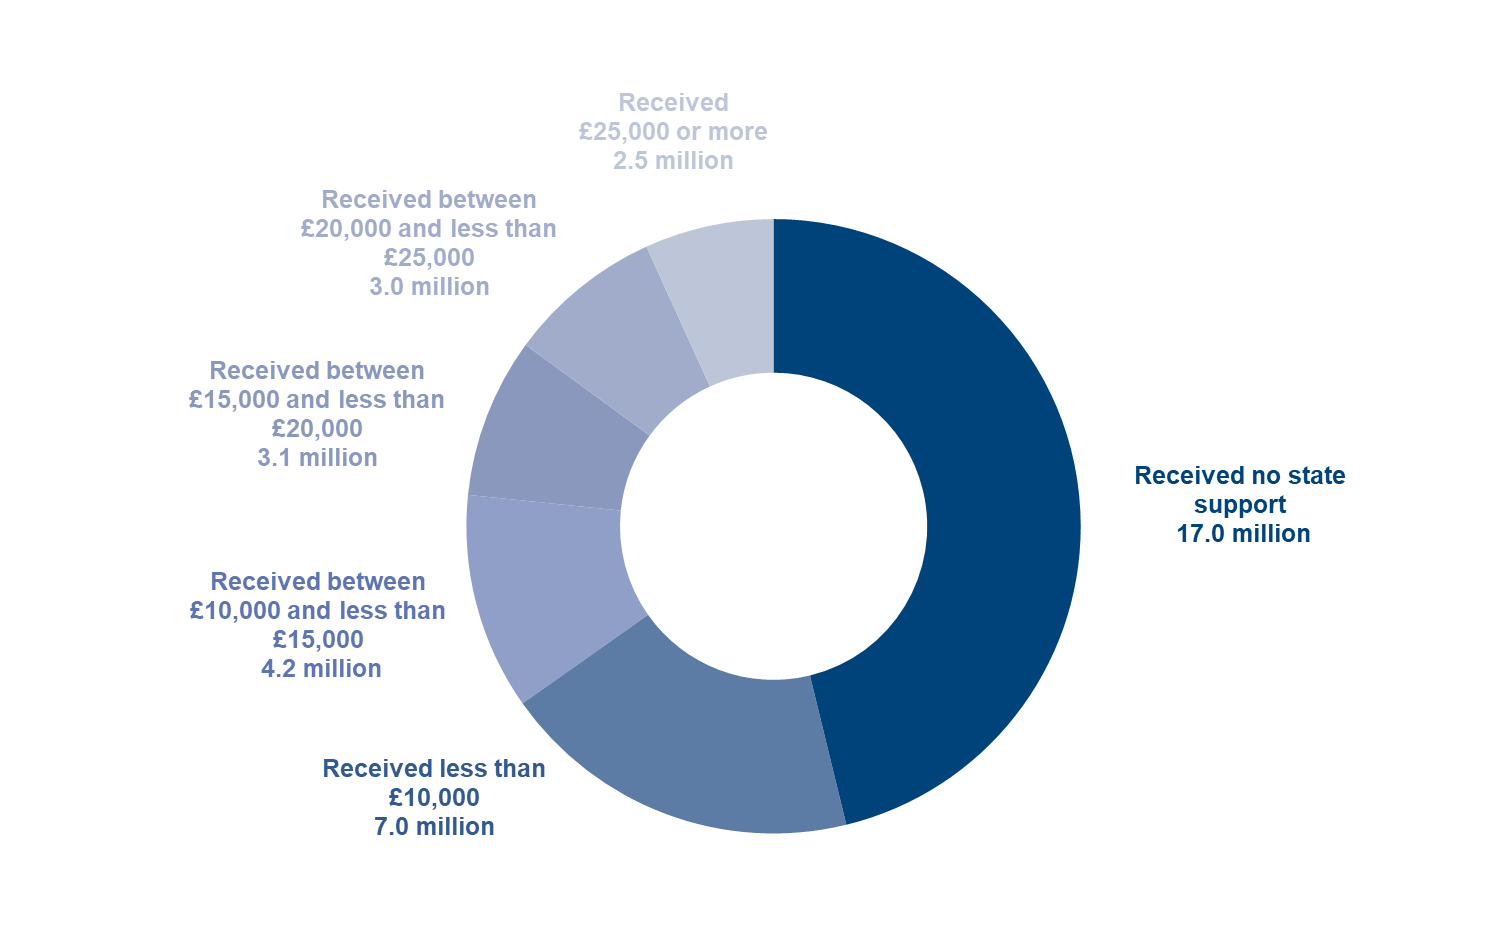 Received
£25,000 or more
2.5 million
Received between
£20,000 and less than
£25,000
3.0 million
Received between
£15,000 and less than
£20,000
3.1 million
Received no state
support
17.0 million
Received between
£10,000 and less than
£15,000
4.2 million
Received less than
£10,000
7.0 million